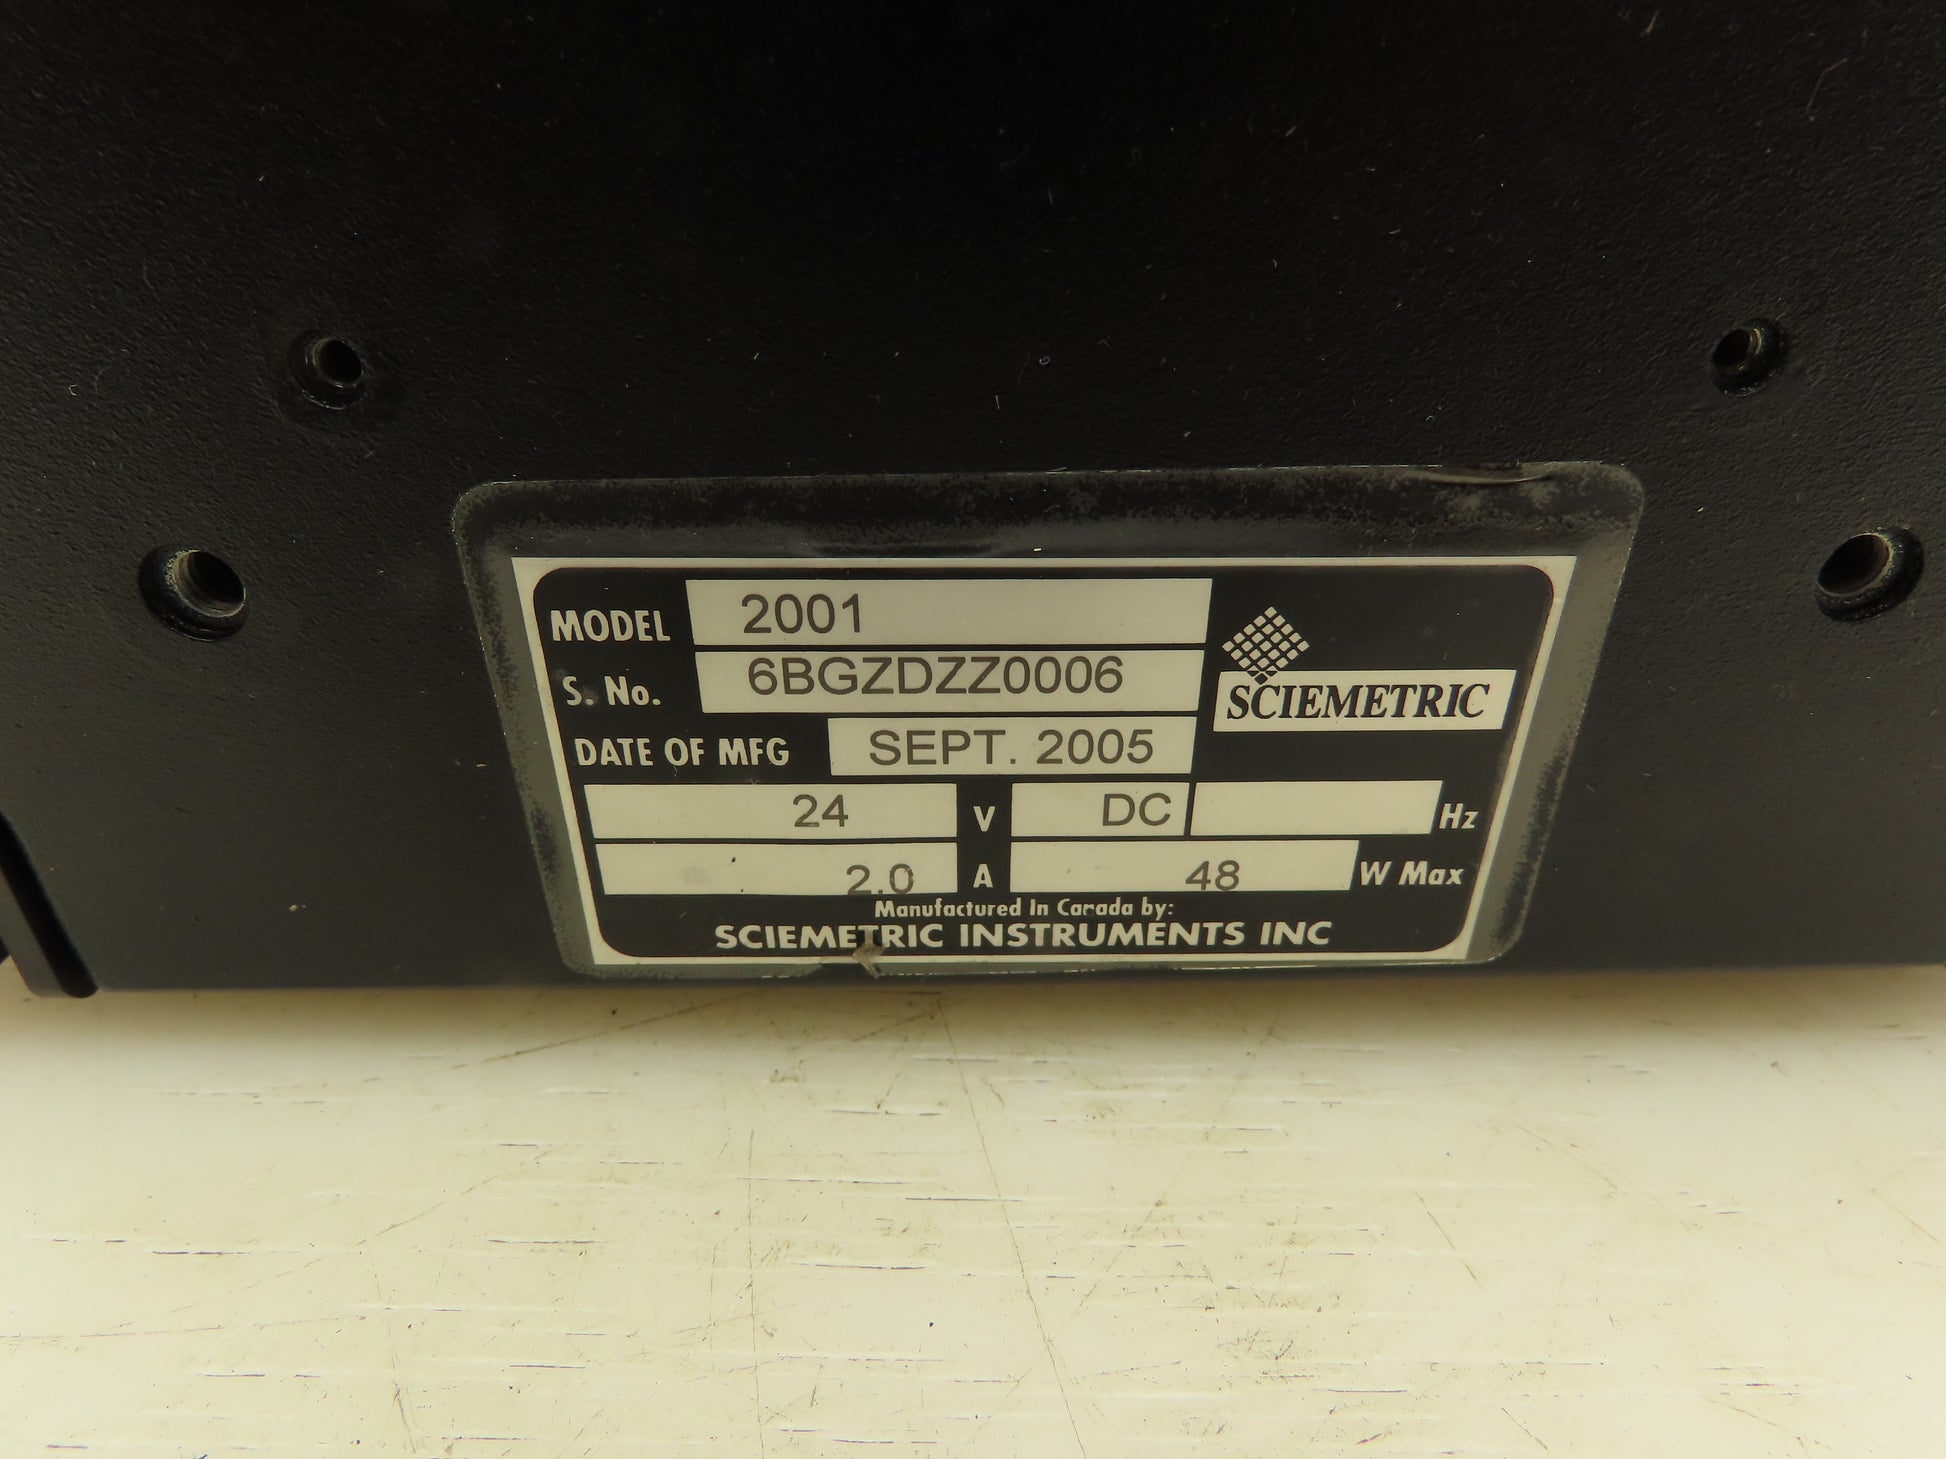 MODEL 2001
S. No. 6BGZDZZ0006
SCIEMETRIC
DATE OF MFG SEPT. 2005
24 V DC Hz
2.0 A 48 W Max
Manufactured In Canada by:
SCIEMETRIC INSTRUMENTS INC